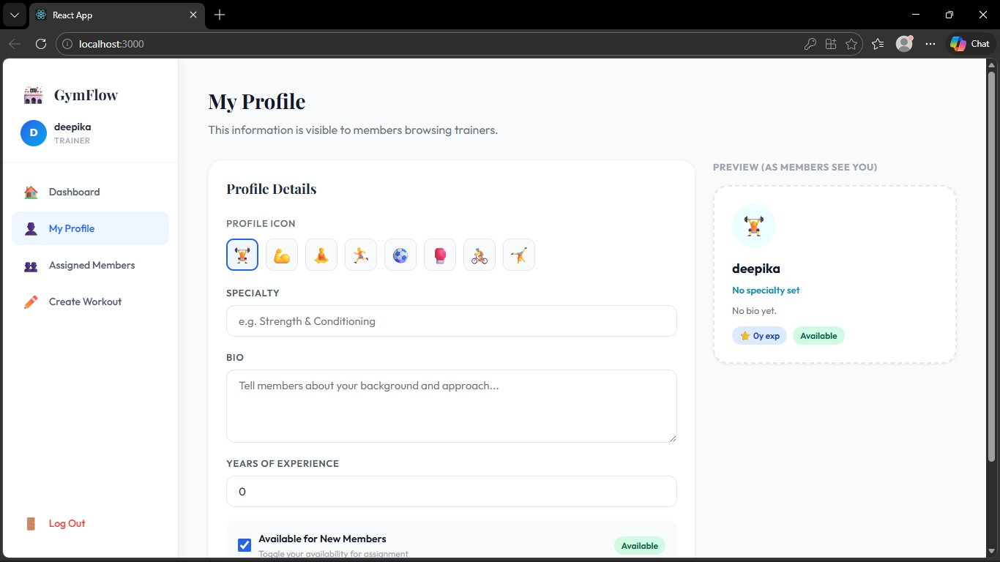 React App
localhost:3000
Chat
GymFlow
D
deepika
TRAINER
Dashboard
My Profile
Assigned Members
Create Workout
Log Out
My Profile
This information is visible to members browsing trainers.
Profile Details
PROFILE ICON
SPECIALTY
e.g. Strength & Conditioning
BIO
Tell members about your background and approach...
YEARS OF EXPERIENCE
0
Available for New Members
Toggle your availability for assignment
Available
PREVIEW (AS MEMBERS SEE YOU)
deepika
No specialty set
No bio yet.
0y exp
Available